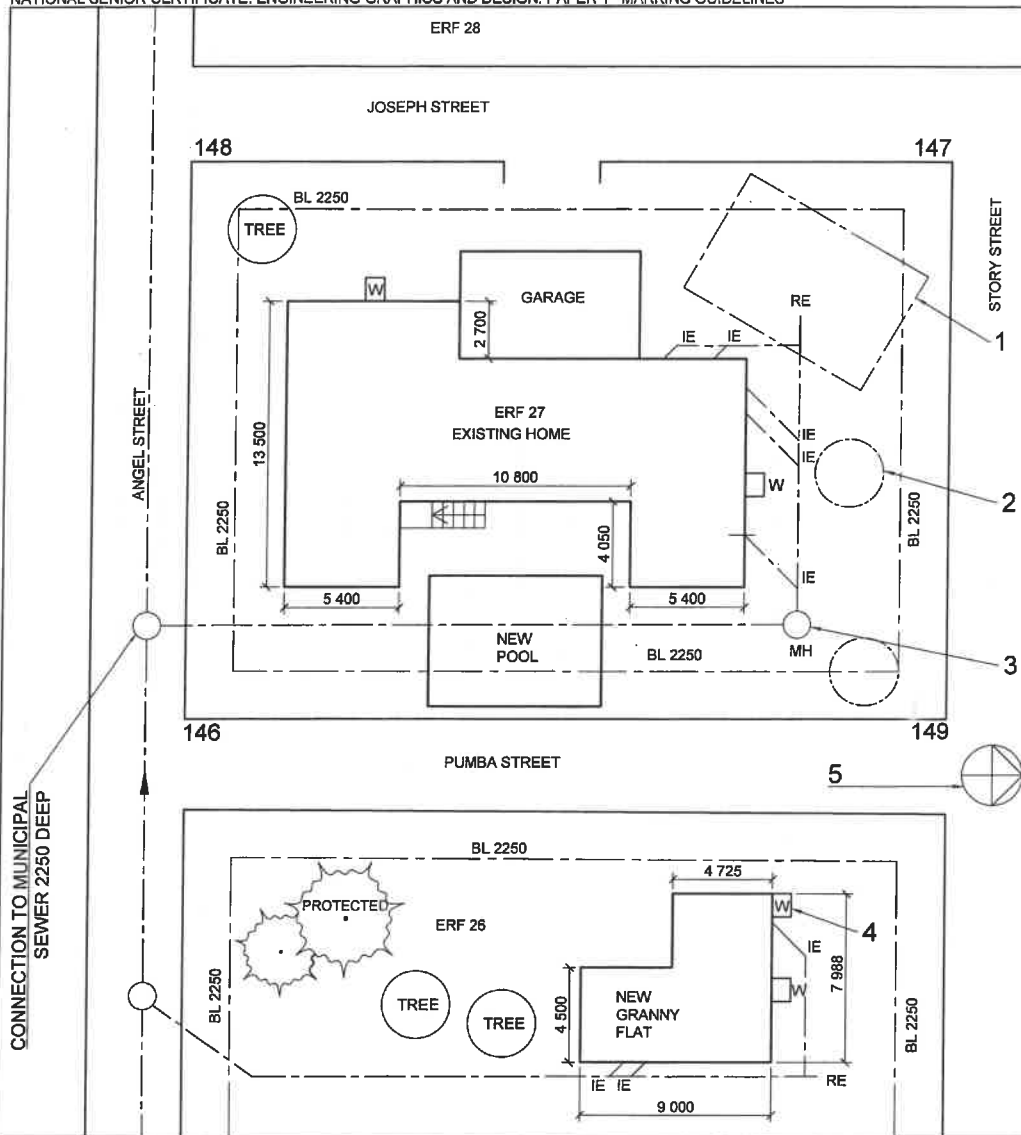 NATIONAL SENIOR CERTIFICATE: ENGINEERING GRAPHICS AND DESIGN: PAPER 1 MARKING GUIDELINES
ERF 28
JOSEPH STREET
148
147
BL 2250
TREE
STORY STREET
W
GARAGE
2 700
RE
IE
IE
1
ANGEL STREET
13 500
ERF 27
EXISTING HOME
IE
IE
10 800
W
2
BL 2250
BL 2250
4 050
IE
5 400
5 400
NEW
POOL
BL 2250
MH
3
146
149
PUMBA STREET
5
CONNECTION TO MUNICIPAL
SEWER 2250 DEEP
BL 2250
4 725
PROTECTED
ERF 26
W
4
IE
7 988
BL 2250
TREE
TREE
4 500
NEW
GRANNY
FLAT
W
BL 2250
IE
IE
RE
9 000